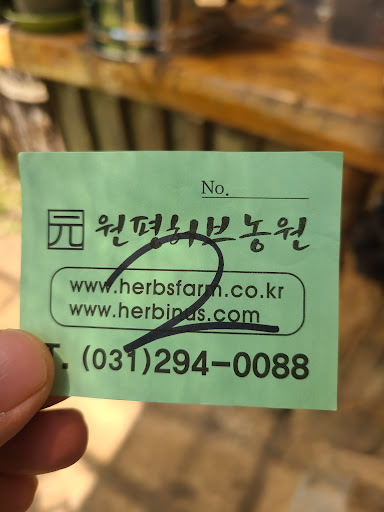 No.
元 원평허브농원
www.herbsfarm.co.kr
www.herbinus.com
T. (031)294-0088
2